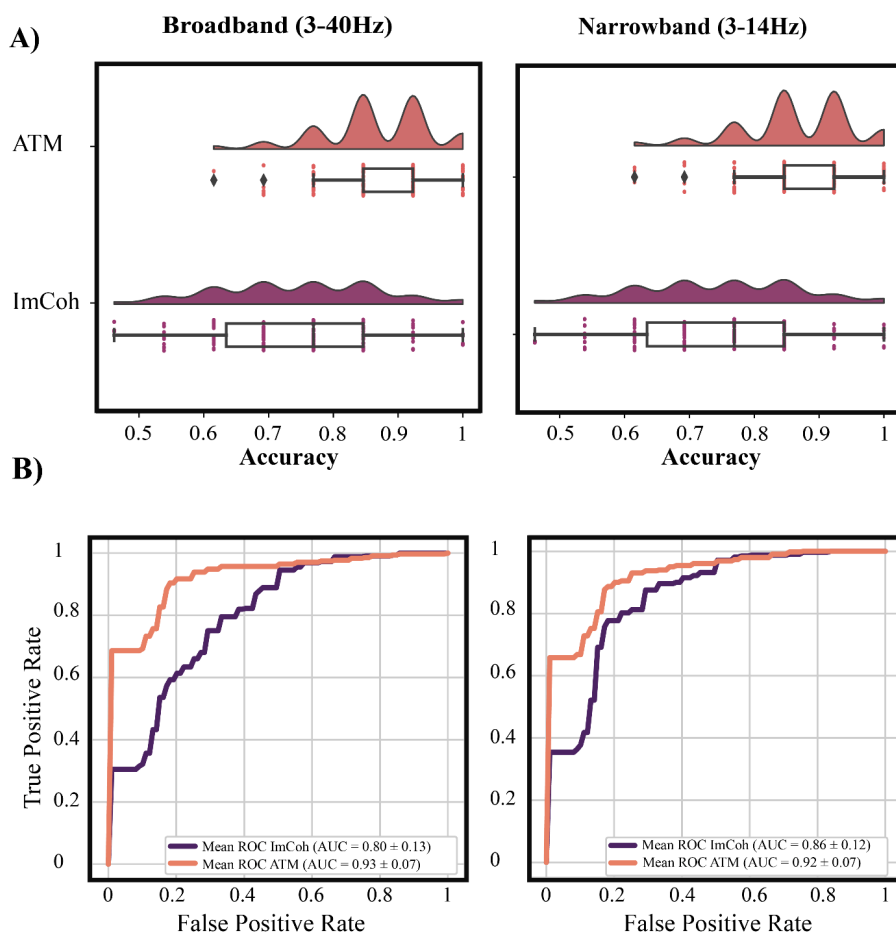 A)
Broadband (3-40Hz)
Narrowband (3-14Hz)
ATM
ImCoh
0.5 0.6 0.7 0.8 0.9 1
0.5 0.6 0.7 0.8 0.9 1
Accuracy
Accuracy
B)
True Positive Rate
1
0.8
0.6
0.4
0.2
0
Mean ROC ImCoh (AUC = 0.80 ± 0.13)
Mean ROC ATM (AUC = 0.93 ± 0.07)
0 0.2 0.4 0.6 0.8 1
False Positive Rate
1
0.8
0.6
0.4
0.2
0
Mean ROC ImCoh (AUC = 0.86 ± 0.12)
Mean ROC ATM (AUC = 0.92 ± 0.07)
0 0.2 0.4 0.6 0.8 1
False Positive Rate